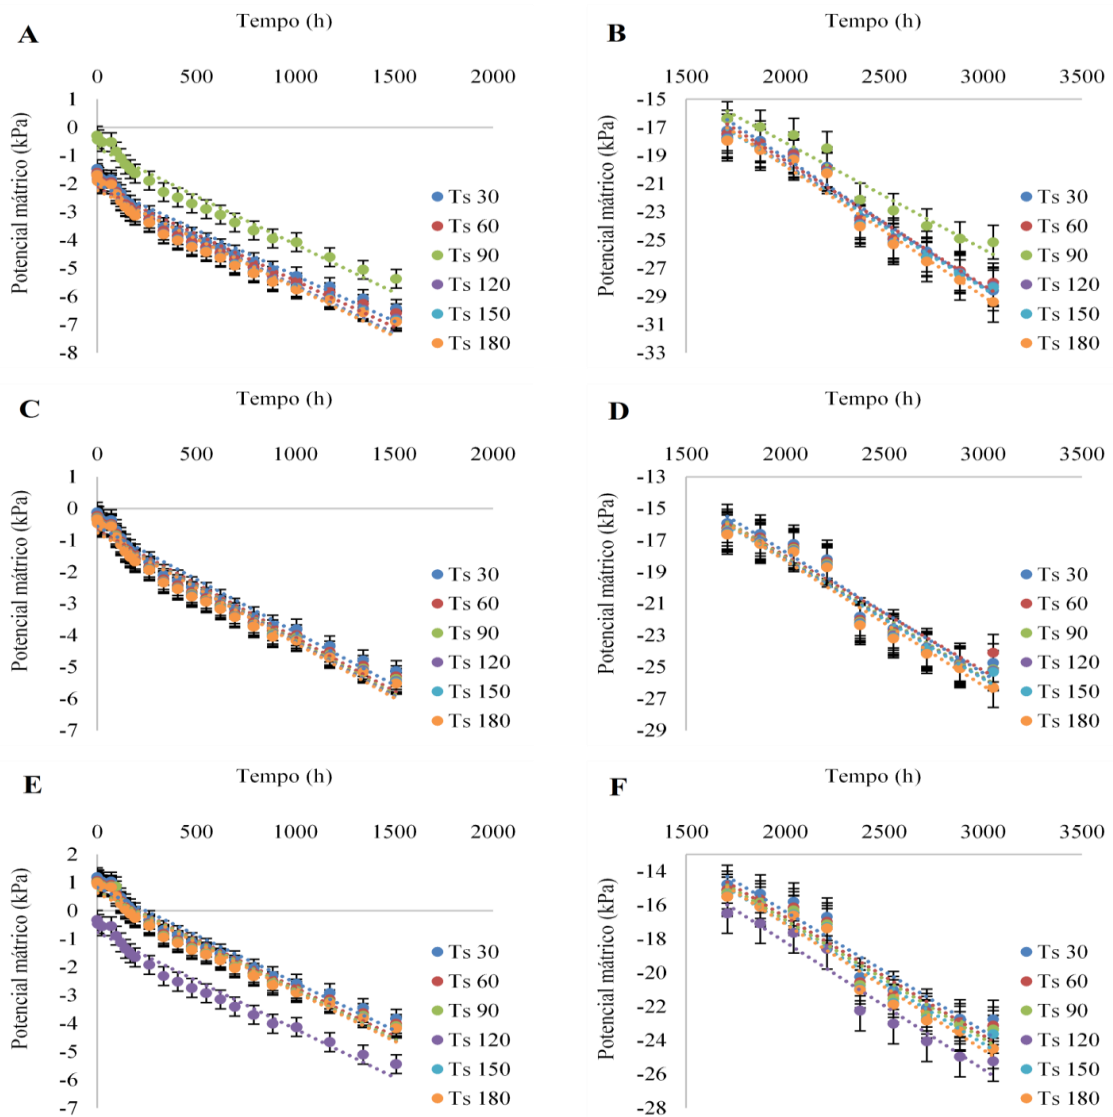 Tempo (h)
A
0 500 1000 1500 2000
1
0
-1
-2
-3
-4
-5
-6
-7
-8
Potencial mátrico (kPa)
Ts 30
Ts 60
Ts 90
Ts 120
Ts 150
Ts 180
Tempo (h)
B
1500 2000 2500 3000 3500
-15
-17
-19
-21
-23
-25
-27
-29
-31
-33
Potencial mátrico (kPa)
Ts 30
Ts 60
Ts 90
Ts 120
Ts 150
Ts 180
Tempo (h)
C
0 500 1000 1500 2000
1
0
-1
-2
-3
-4
-5
-6
-7
Potencial mátrico (kPa)
Ts 30
Ts 60
Ts 90
Ts 120
Ts 150
Ts 180
Tempo (h)
D
1500 2000 2500 3000 3500
-13
-15
-17
-19
-21
-23
-25
-27
-29
Potencial mátrico (kPa)
Ts 30
Ts 60
Ts 90
Ts 120
Ts 150
Ts 180
Tempo (h)
E
0 500 1000 1500 2000
2
1
0
-1
-2
-3
-4
-5
-6
-7
Potencial mátrico (kPa)
Ts 30
Ts 60
Ts 90
Ts 120
Ts 150
Ts 180
Tempo (h)
F
1500 2000 2500 3000 3500
-14
-16
-18
-20
-22
-24
-26
-28
Potencial mátrico (kPa)
Ts 30
Ts 60
Ts 90
Ts 120
Ts 150
Ts 180